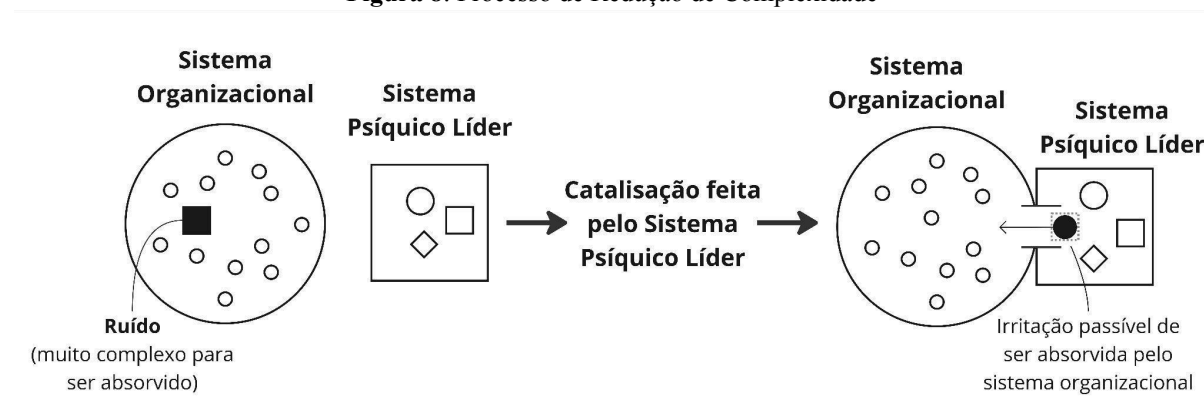 Sistema
Organizacional
Sistema
Psíquico Líder
Ruído
(muito complexo para
ser absorvido)
Catalisação feita
pelo Sistema
Psíquico Líder
Sistema
Organizacional
Sistema
Psíquico Líder
Irritação passível de
ser absorvida pelo
sistema organizacional